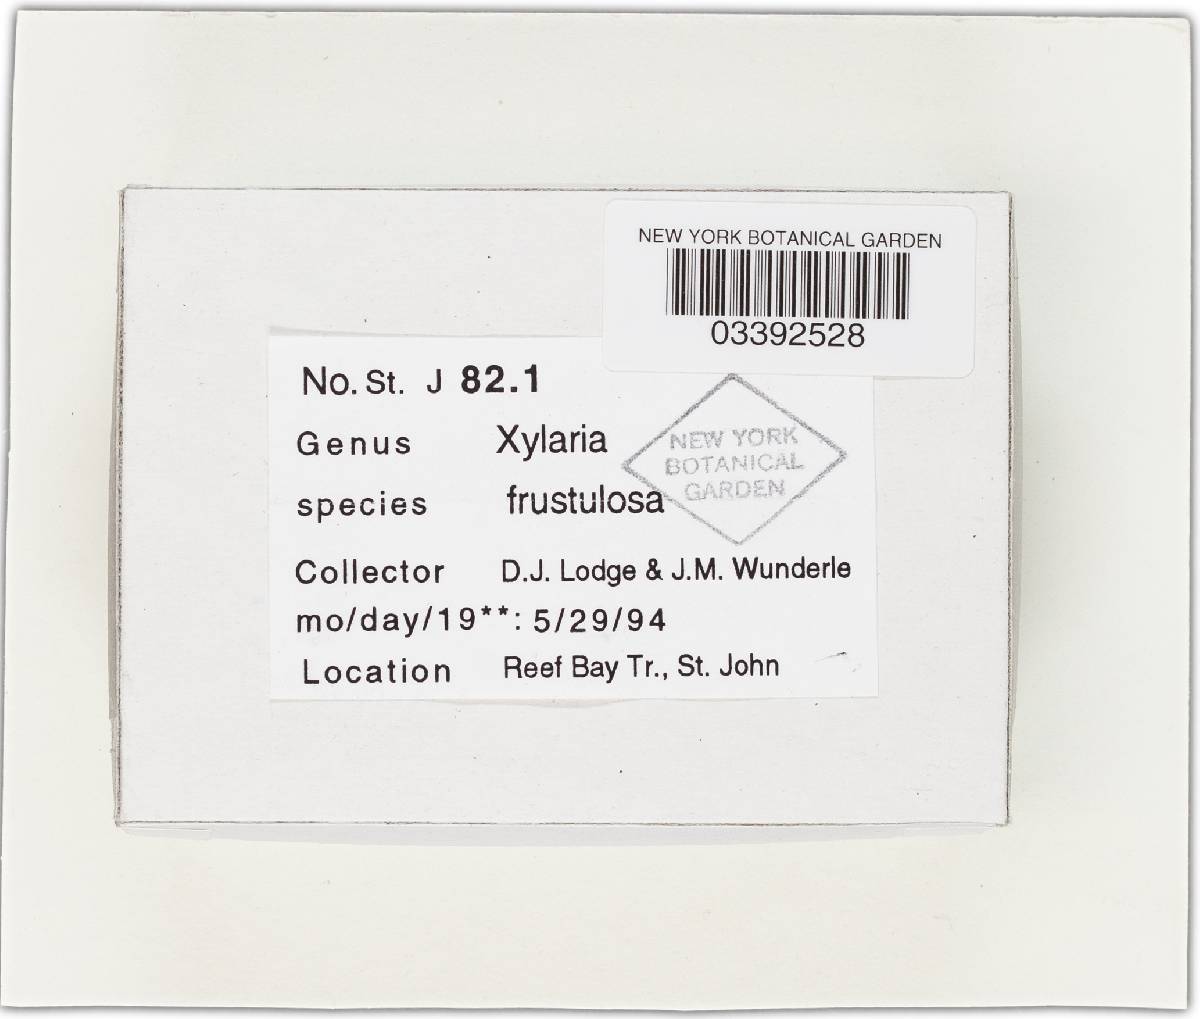 NEW YORK BOTANICAL GARDEN
03392528
No. St. J 82.1
Genus Xylaria
species frustulosa
NEW YORK
BOTANICAL
GARDEN
Collector D.J. Lodge & J.M. Wunderle
mo/day/19**: 5/29/94
Location Reef Bay Tr., St. John